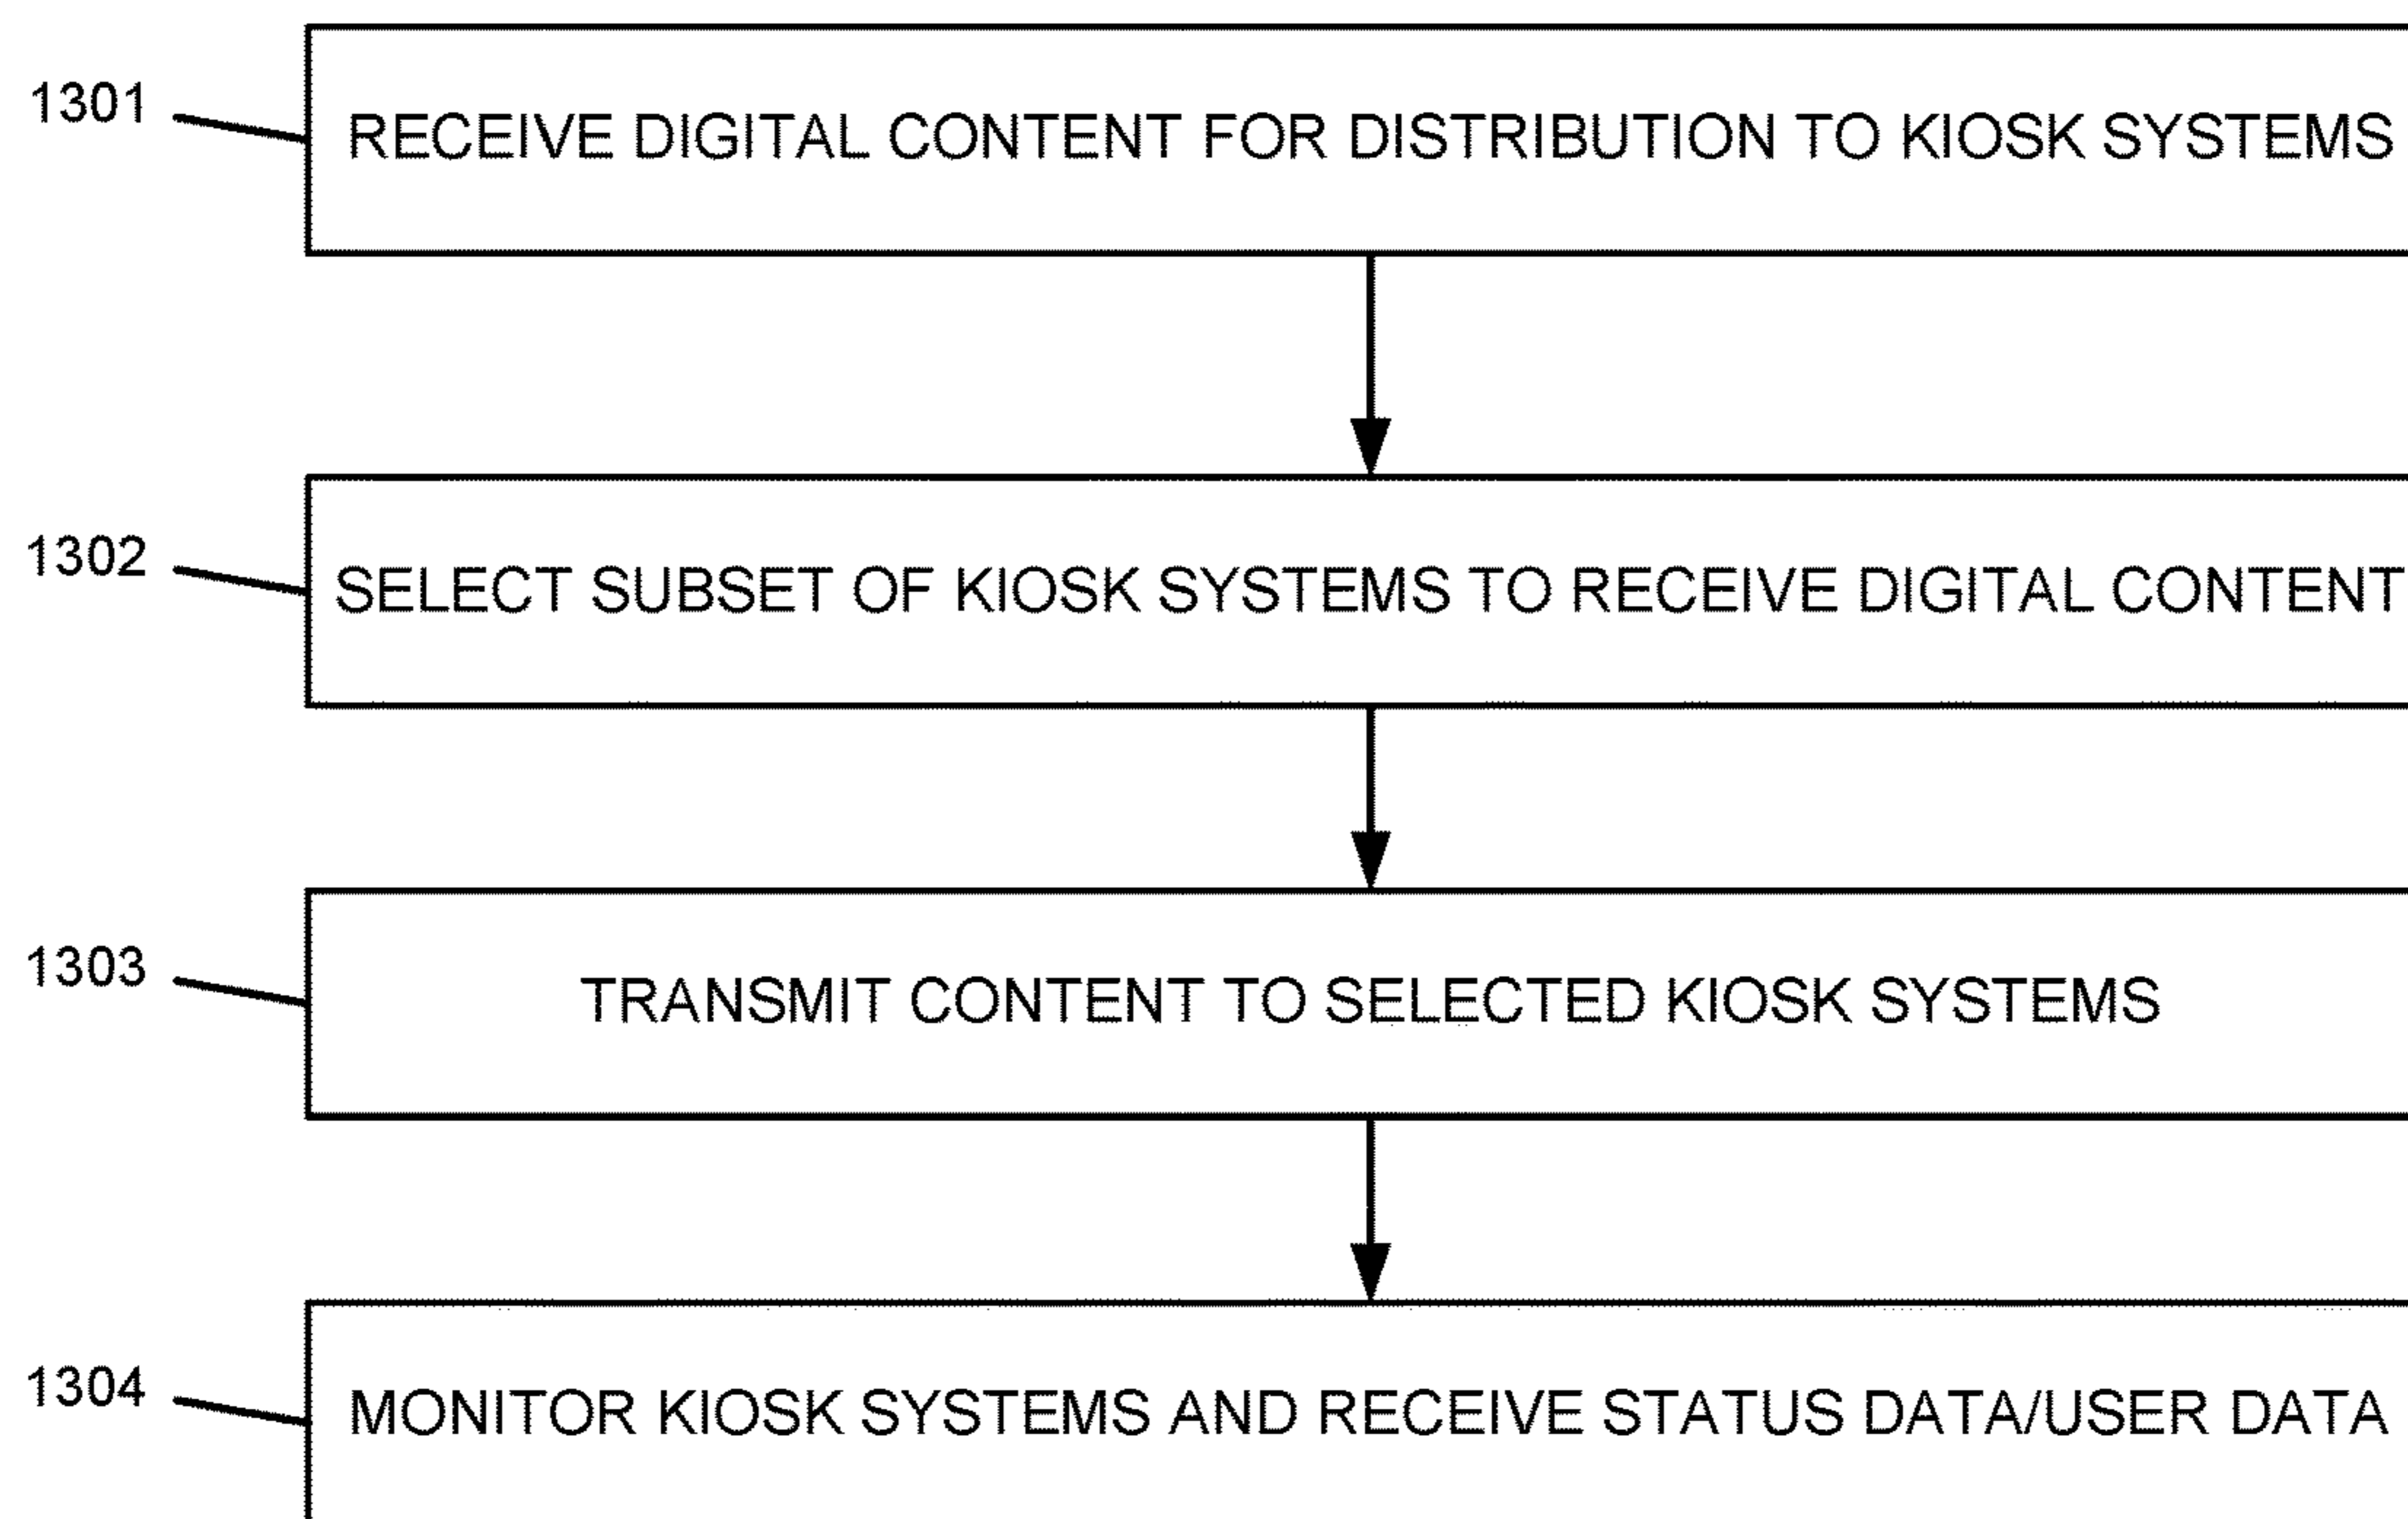 1301
RECEIVE DIGITAL CONTENT FOR DISTRIBUTION TO KIOSK SYSTEMS
1302
SELECT SUBSET OF KIOSK SYSTEMS TO RECEIVE DIGITAL CONTENT
1303
TRANSMIT CONTENT TO SELECTED KIOSK SYSTEMS
1304
MONITOR KIOSK SYSTEMS AND RECEIVE STATUS DATA/USER DATA